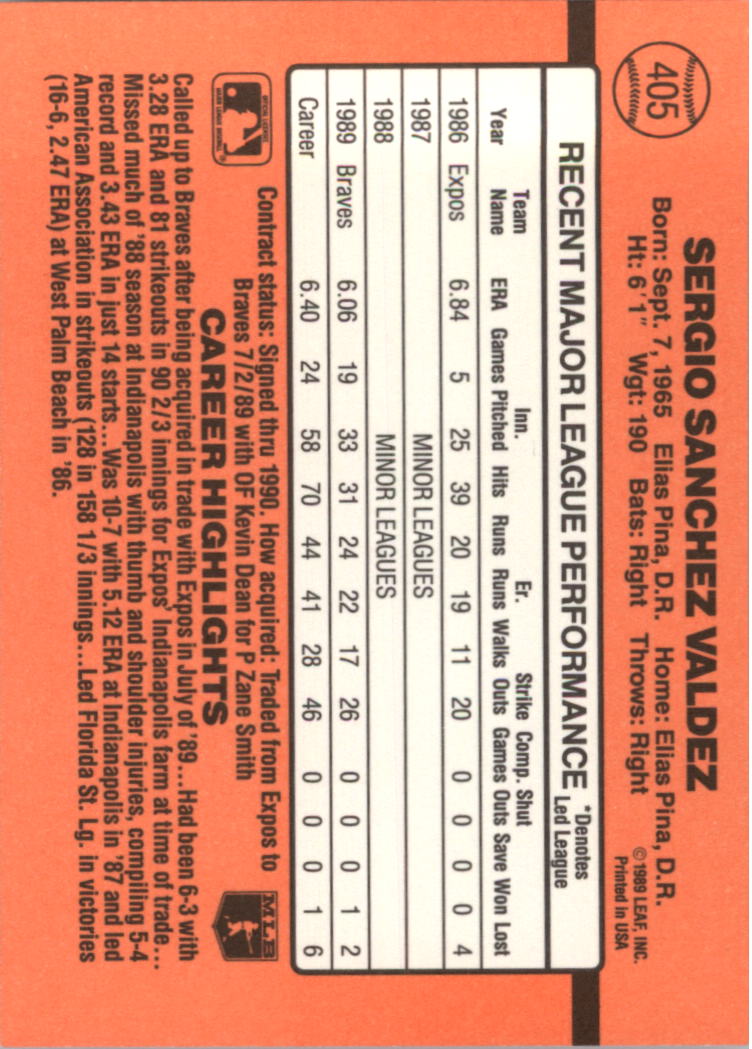 405
SERGIO SANCHEZ VALDEZ
Born: Sept. 7, 1965 Elias Pina, D.R. Home: Elias Pina, D.R.
Ht: 6'1" Wgt: 190 Bats: Right Throws: Right
©1989 LEAF, INC.
Printed in USA
RECENT MAJOR LEAGUE PERFORMANCE
*Denotes
Led League
Team Inn. Er. Strike Comp. Shut
Year Name ERA Games Pitched Hits Runs Runs Walks Outs Games Outs Save Won Lost
1986 Expos 6.84 5 25 39 20 19 11 20 0 0 0 0 4
1987 MINOR LEAGUES
1988 MINOR LEAGUES
1989 Braves 6.06 19 33 31 24 22 17 26 0 0 0 1 2
Career 6.40 24 58 70 44 41 28 46 0 0 0 1 6
OFFICIAL LICENSEE
MAJOR LEAGUE BASEBALL
Contract status: Signed thru 1990. How acquired: Traded from Expos to
Braves 7/2/89 with OF Kevin Dean for P Zane Smith
MLB
CAREER HIGHLIGHTS
Called up to Braves after being acquired in trade with Expos in July of '89...Had been 6-3 with
3.28 ERA and 81 strikeouts in 90 2/3 innings for Expos' Indianapolis farm at time of trade...
Missed much of '88 season at Indianapolis with thumb and shoulder injuries, compiling 5-4
record and 3.43 ERA in just 14 starts...Was 10-7 with 5.12 ERA at Indianapolis in '87 and led
American Association in strikeouts (128 in 158 1/3 innings...Led Florida St. Lg. in victories
(16-6, 2.47 ERA) at West Palm Beach in '86.